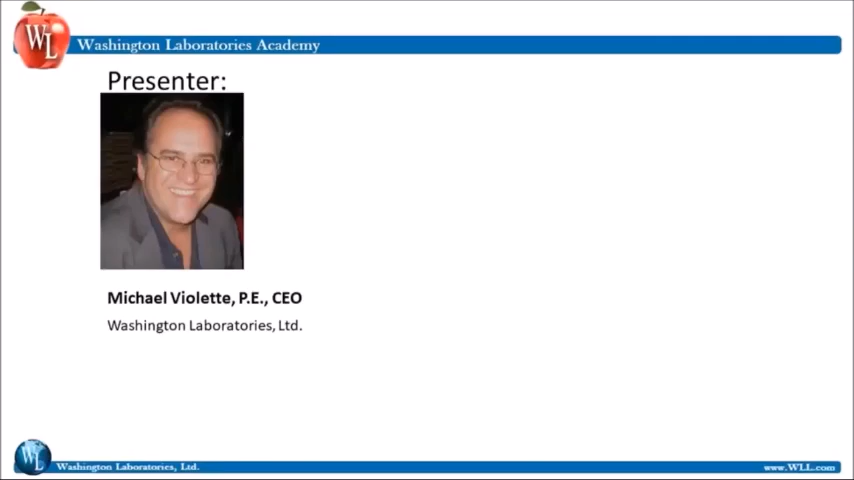 WL
Washington Laboratories Academy
Presenter:
Michael Violette, P.E., CEO
Washington Laboratories, Ltd.
WL
Washington Laboratories, Ltd.
www.WLL.com